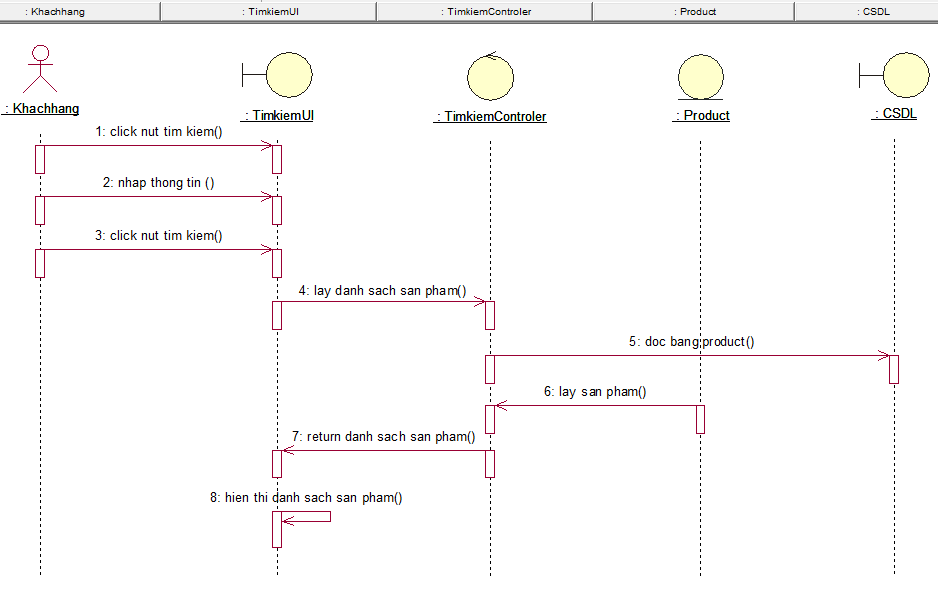 : Khachhang
: TimkiemUI
: TimkiemControler
: Product
: CSDL
: Khachhang
: TimkiemUI
: TimkiemControler
: Product
: CSDL
1: click nut tim kiem()
2: nhap thong tin ()
3: click nut tim kiem()
4: lay danh sach san pham()
5: doc bang product()
6: lay san pham()
7: return danh sach san pham()
8: hien thi danh sach san pham()